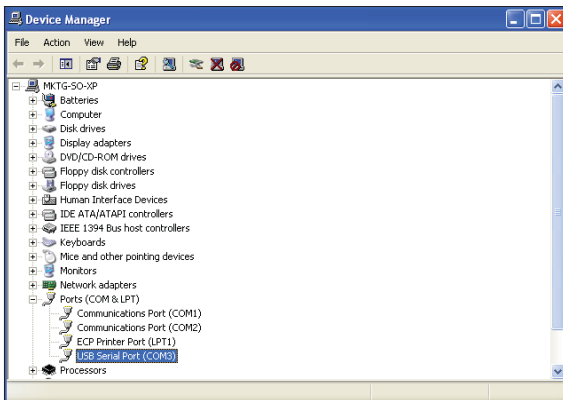 Device Manager
File Action View Help
MKTG-SO-XP
Batteries
Computer
Disk drives
Display adapters
DVD/CD-ROM drives
Floppy disk controllers
Floppy disk drives
Human Interface Devices
IDE ATA/ATAPI controllers
IEEE 1394 Bus host controllers
Keyboards
Mice and other pointing devices
Monitors
Network adapters
Ports (COM & LPT)
Communications Port (COM1)
Communications Port (COM2)
ECP Printer Port (LPT1)
USB Serial Port (COM3)
Processors